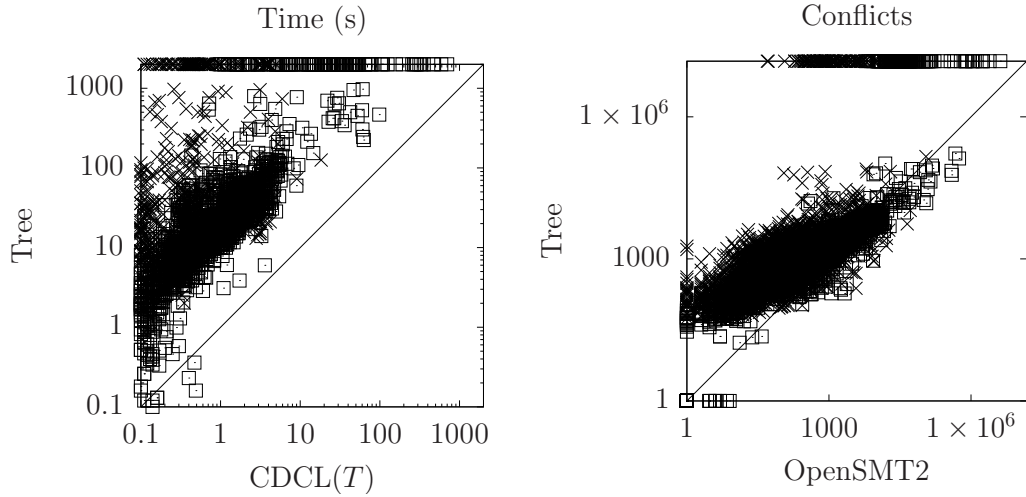 Time (s)
Tree
1000
100
10
1
0.1
0.1 1 10 100 1000
CDCL(T)
Conflicts
Tree
1 × 10^6
1000
1
1 1000 1 × 10^6
OpenSMT2